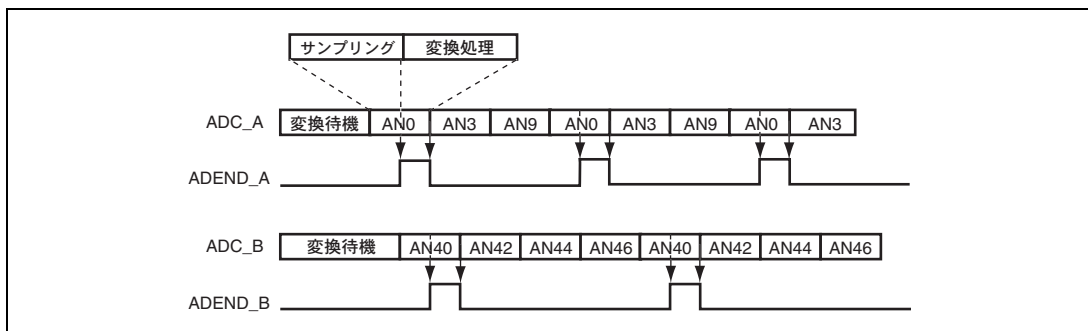 サンプリング 変換処理
ADC_A 変換待機 AN0 AN3 AN9 AN0 AN3 AN9 AN0 AN3
ADEND_A
ADC_B 変換待機 AN40 AN42 AN44 AN46 AN40 AN42 AN44 AN46
ADEND_B